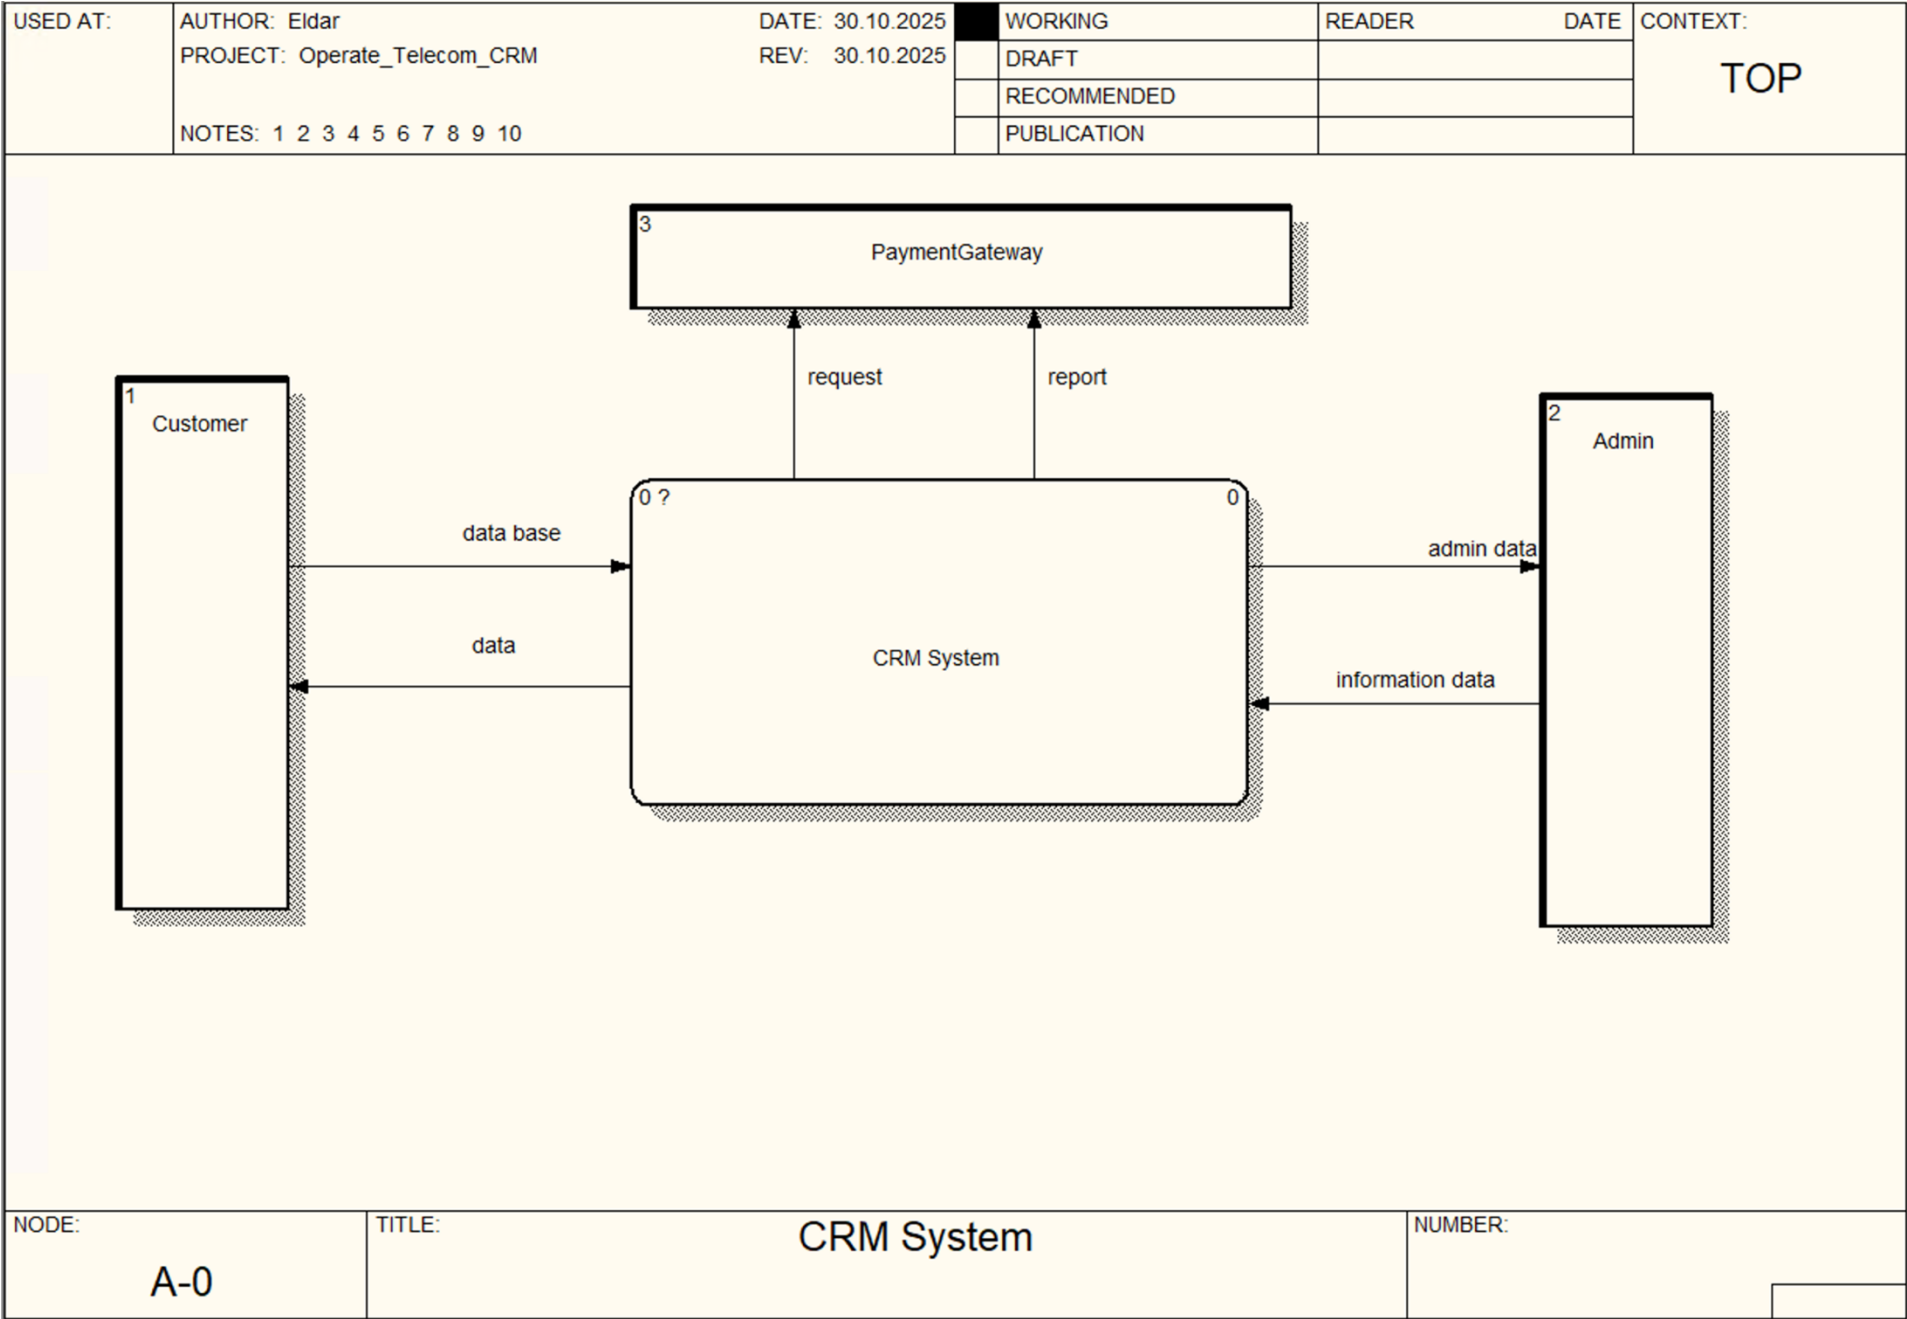 USED AT:
AUTHOR: Eldar
DATE: 30.10.2025
PROJECT: Operate_Telecom_CRM
REV: 30.10.2025
NOTES: 1 2 3 4 5 6 7 8 9 10
WORKING
DRAFT
RECOMMENDED
PUBLICATION
READER DATE
CONTEXT:
TOP
3
PaymentGateway
request
report
1
Customer
2
Admin
0 ?
0
data base
admin data
data
CRM System
information data
NODE:
A-0
TITLE:
CRM System
NUMBER: